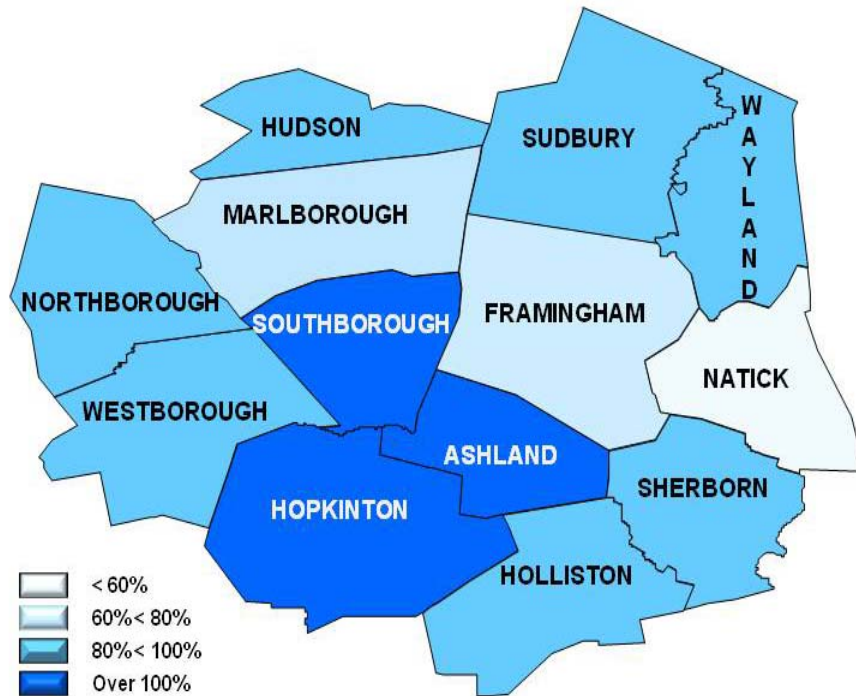 HUDSON
SUDBURY
WAYLAND
MARLBOROUGH
NORTHBOROUGH
SOUTHBOROUGH
FRAMINGHAM
NATICK
WESTBOROUGH
ASHLAND
SHERBORN
HOPKINTON
HOLLISTON
< 60%
60%< 80%
80%< 100%
Over 100%